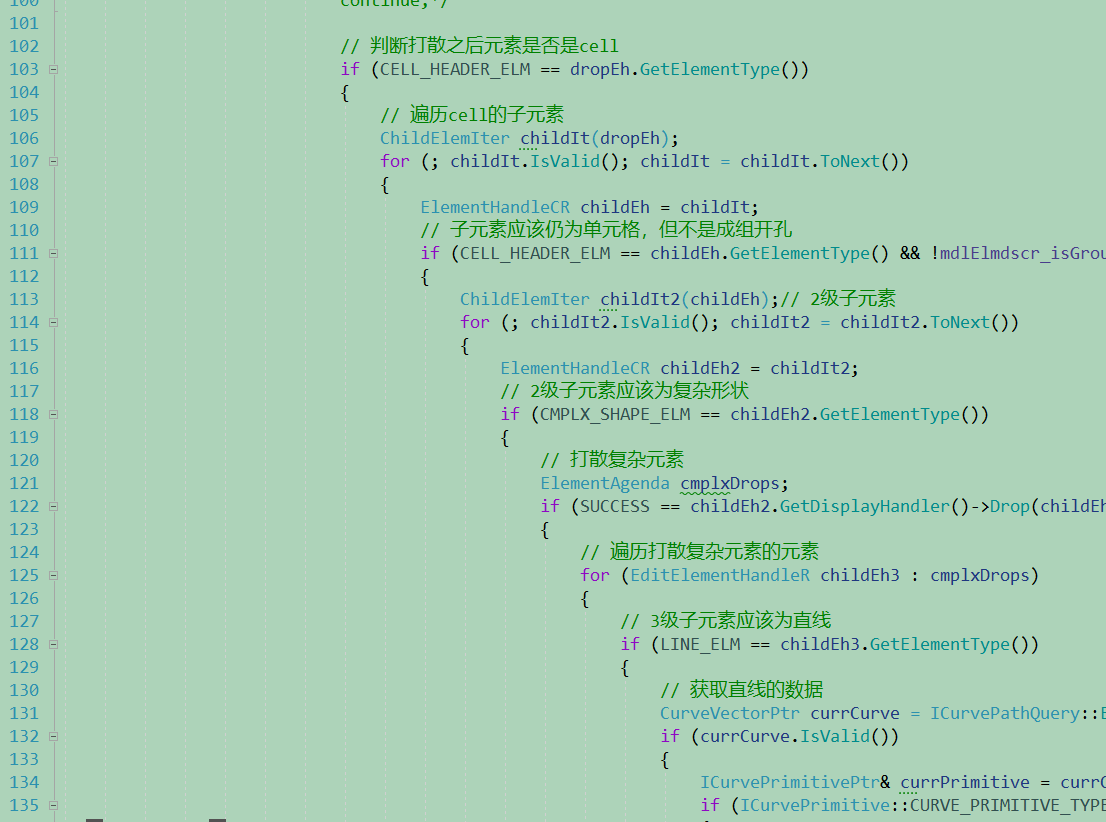 100 continue;*/
101
102 // 判断打散之后元素是否是cell
103 if (CELL_HEADER_ELM == dropEh.GetElementType())
104 {
105 // 遍历cell的子元素
106 ChildElemIter childIt(dropEh);
107 for (; childIt.IsValid(); childIt = childIt.ToNext())
108 {
109 ElementHandleCR childEh = childIt;
110 // 子元素应该仍为单元格，但不是成组开孔
111 if (CELL_HEADER_ELM == childEh.GetElementType() && !mdlElmdscr_isGrou
112 {
113 ChildElemIter childIt2(childEh);// 2级子元素
114 for (; childIt2.IsValid(); childIt2 = childIt2.ToNext())
115 {
116 ElementHandleCR childEh2 = childIt2;
117 // 2级子元素应该为复杂形状
118 if (CMPLX_SHAPE_ELM == childEh2.GetElementType())
119 {
120 // 打散复杂元素
121 ElementAgenda cmplxDrops;
122 if (SUCCESS == childEh2.GetDisplayHandler()->Drop(childEh
123 {
124 // 遍历打散复杂元素的元素
125 for (EditElementHandleR childEh3 : cmplxDrops)
126 {
127 // 3级子元素应该为直线
128 if (LINE_ELM == childEh3.GetElementType())
129 {
130 // 获取直线的数据
131 CurveVectorPtr currCurve = ICurvePathQuery::E
132 if (currCurve.IsValid())
133 {
134 ICurvePrimitivePtr& currPrimitive = currC
135 if (ICurvePrimitive::CURVE_PRIMITIVE_TYPE